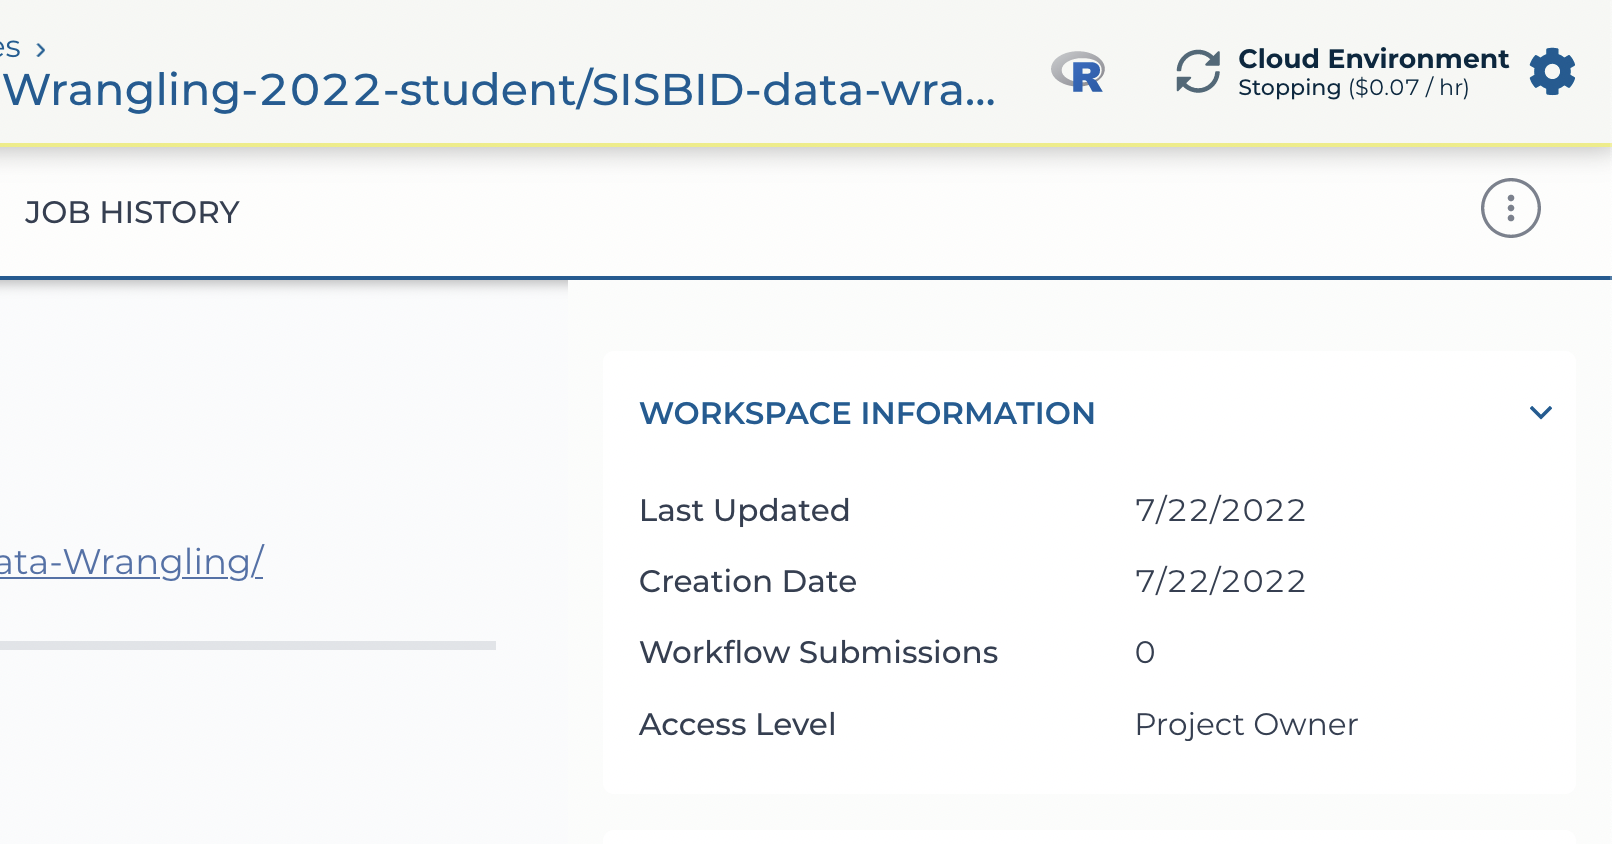 es ›
Wrangling-2022-student/SISBID-data-wra...
R
Cloud Environment
Stopping ($0.07 / hr)
JOB HISTORY
WORKSPACE INFORMATION
Last Updated 7/22/2022
Creation Date 7/22/2022
Workflow Submissions 0
Access Level Project Owner
ata-Wrangling/